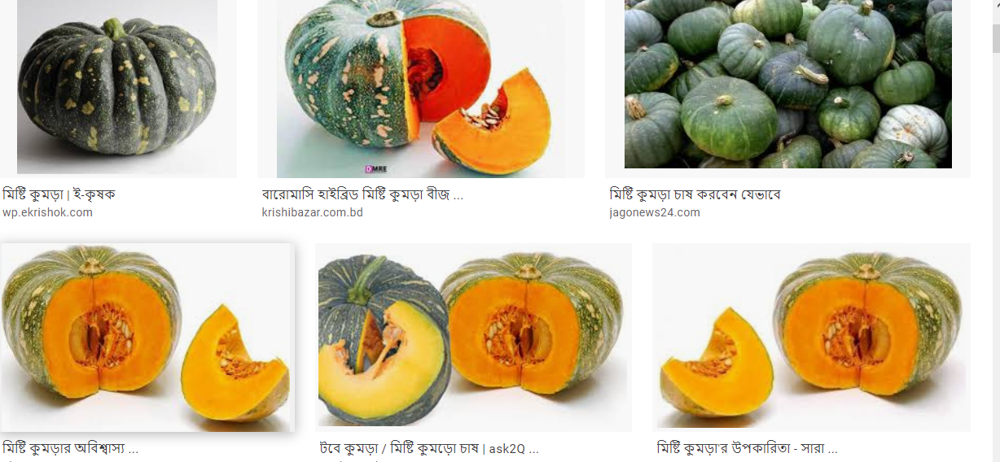 DMRE
মিষ্টি কুমড়া | ই-কৃষক
wp.ekrishok.com
বারোমাসি হাইব্রিড মিষ্টি কুমড়া বীজ ...
krishibazar.com.bd
মিষ্টি কুমড়া চাষ করবেন যেভাবে
jagonews24.com
মিষ্টি কুমড়ার অবিশ্বাস্য ...
টবে কুমড়া / মিষ্টি কুমড়ো চাষ | ask2Q ...
মিষ্টি কুমড়া'র উপকারিতা - সারা ...